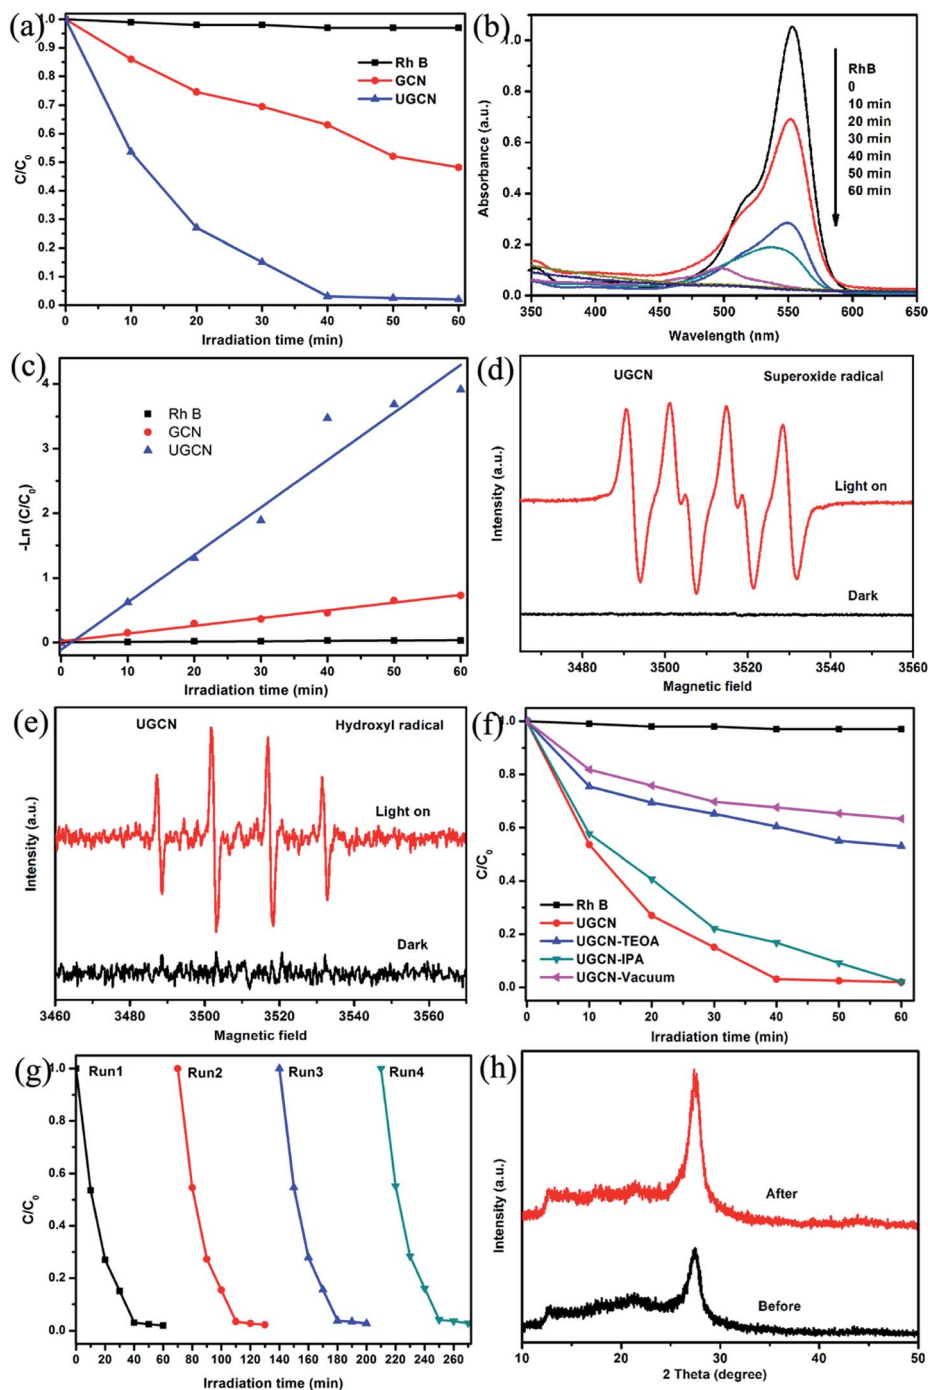 (a)
1.0
0.9
0.8
0.7
0.6
0.5
0.4
0.3
0.2
0.1
0.0
C/C0
Rh B
GCN
UGCN
0 10 20 30 40 50 60
Irradiation time (min)
(b)
1.0
0.8
0.6
0.4
0.2
0.0
Absorbance (a.u.)
RhB
0
10 min
20 min
30 min
40 min
50 min
60 min
350 400 450 500 550 600 650
Wavelength (nm)
(c)
4
3
2
1
0
-Ln (C/C0)
Rh B
GCN
UGCN
0 10 20 30 40 50 60
Irradiation time (min)
(d)
UGCN Superoxide radical
Intensity (a.u.)
Light on
Dark
3480 3500 3520 3540 3560
Magnetic field
(e)
UGCN Hydroxyl radical
Intensity (a.u.)
Light on
Dark
3460 3480 3500 3520 3540 3560
Magnetic field
(f)
1.0
0.8
0.6
0.4
0.2
0.0
C/C0
Rh B
UGCN
UGCN-TEOA
UGCN-IPA
UGCN-Vacuum
0 10 20 30 40 50 60
Irradiation time (min)
(g)
1.0
0.8
0.6
0.4
0.2
0.0
C/C0
Run1 Run2 Run3 Run4
0 20 40 60 80 100 120 140 160 180 200 220 240 260
Irradiation time (min)
(h)
Intensity (a.u.)
After
Before
10 20 30 40 50
2 Theta (degree)